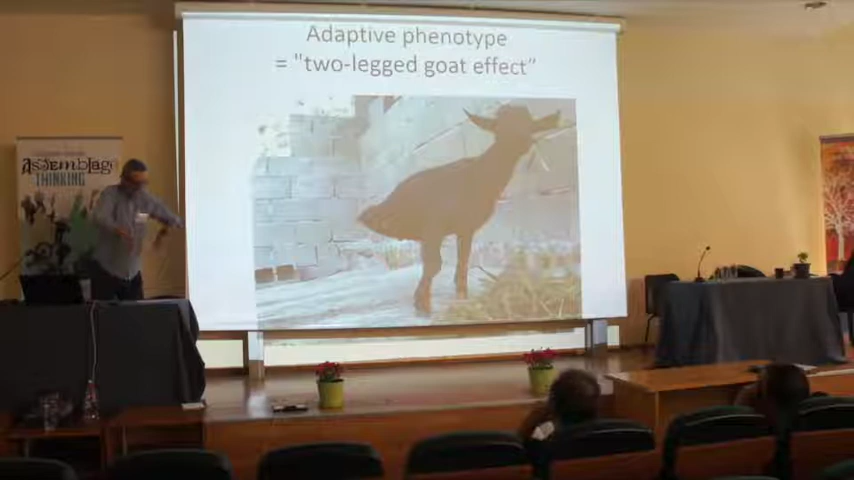 Adaptive phenotype
= "two-legged goat effect"
Assemblage
THINKING